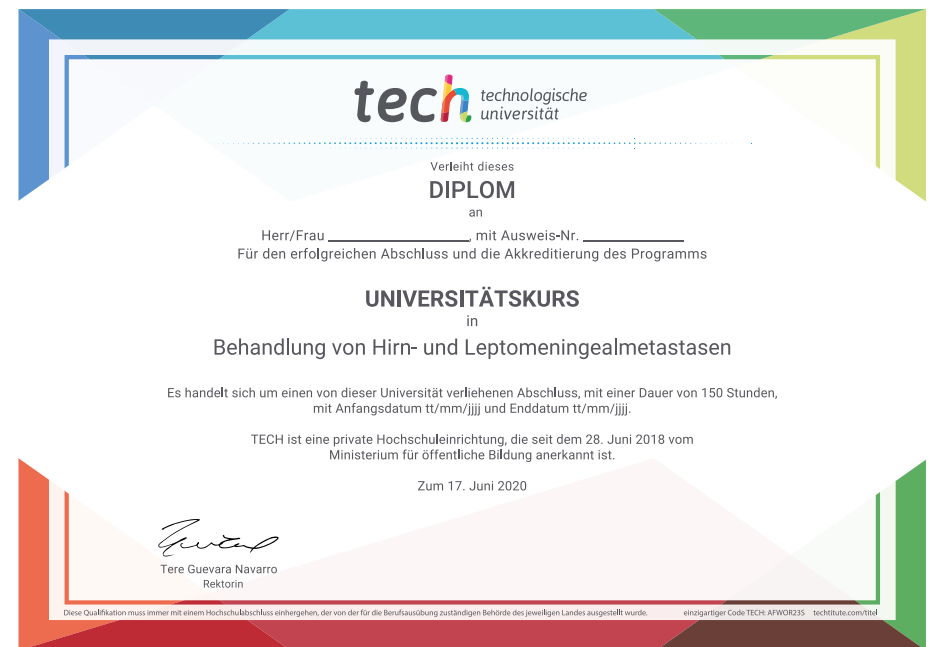 tech technologische
universität
Verleiht dieses
DIPLOM
an
Herr/Frau ____________________, mit Ausweis-Nr. ______________
Für den erfolgreichen Abschluss und die Akkreditierung des Programms
UNIVERSITÄTSKURS
in
Behandlung von Hirn- und Leptomeningealmetastasen
Es handelt sich um einen von dieser Universität verliehenen Abschluss, mit einer Dauer von 150 Stunden,
mit Anfangsdatum tt/mm/jjjj und Enddatum tt/mm/jjjj.
TECH ist eine private Hochschuleinrichtung, die seit dem 28. Juni 2018 vom
Ministerium für öffentliche Bildung anerkannt ist.
Zum 17. Juni 2020
Tere Guevara Navarro
Rektorin
Diese Qualifikation muss immer mit einem Hochschulabschluss einhergehen, der von der für die Berufsausübung zuständigen Behörde des jeweiligen Landes ausgestellt wurde. einzigartiger Code TECH: AFWOR23S techtitute.com/titel